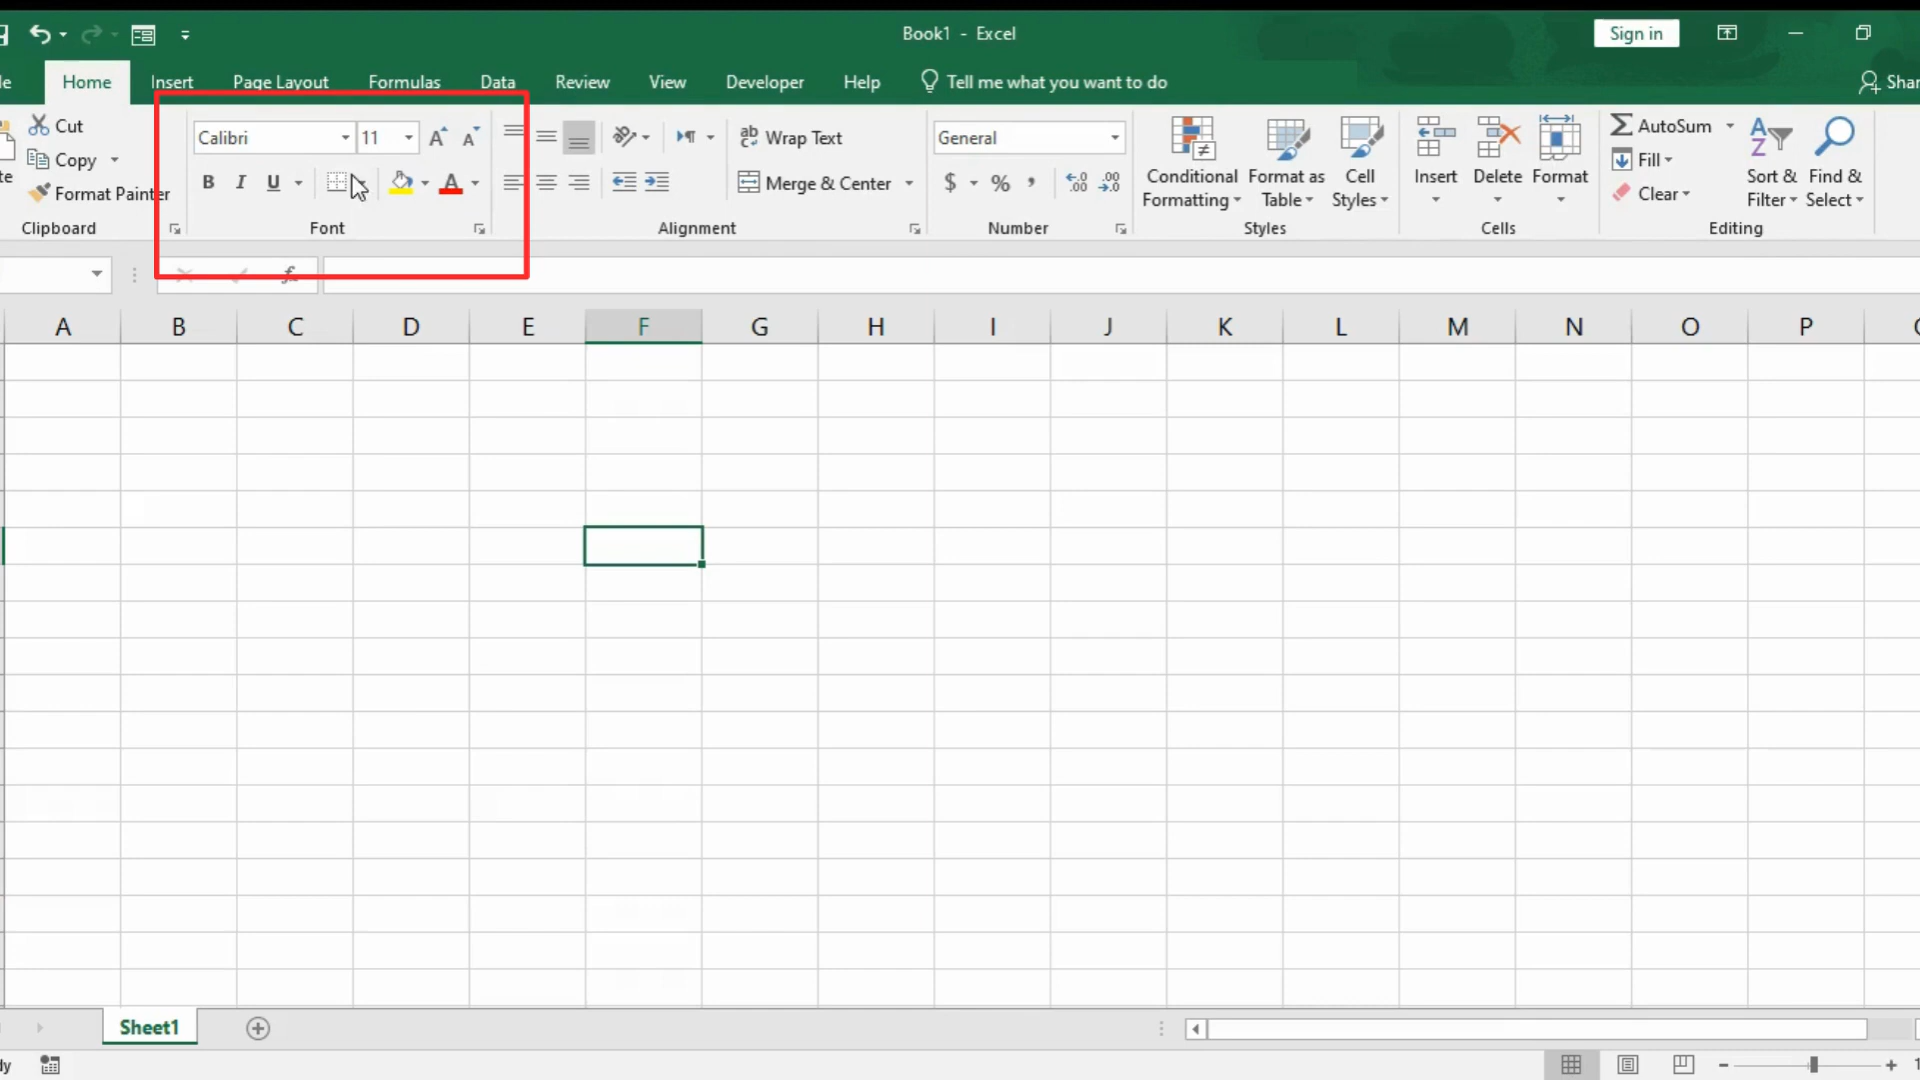 Book1 - Excel
Sign in
Home Insert Page Layout Formulas Data Review View Developer Help Tell me what you want to do
Cut
Copy
Format Painter
Clipboard
Calibri 11
B I U A
Font
Wrap Text
Merge & Center
Alignment
General
$ % ,
Number
Conditional Formatting
Format as Table
Cell Styles
Styles
Insert
Delete
Format
Cells
AutoSum
Fill
Clear
Sort & Filter
Find & Select
Editing
fx
A B C D E F G H I J K L M N O P
Sheet1